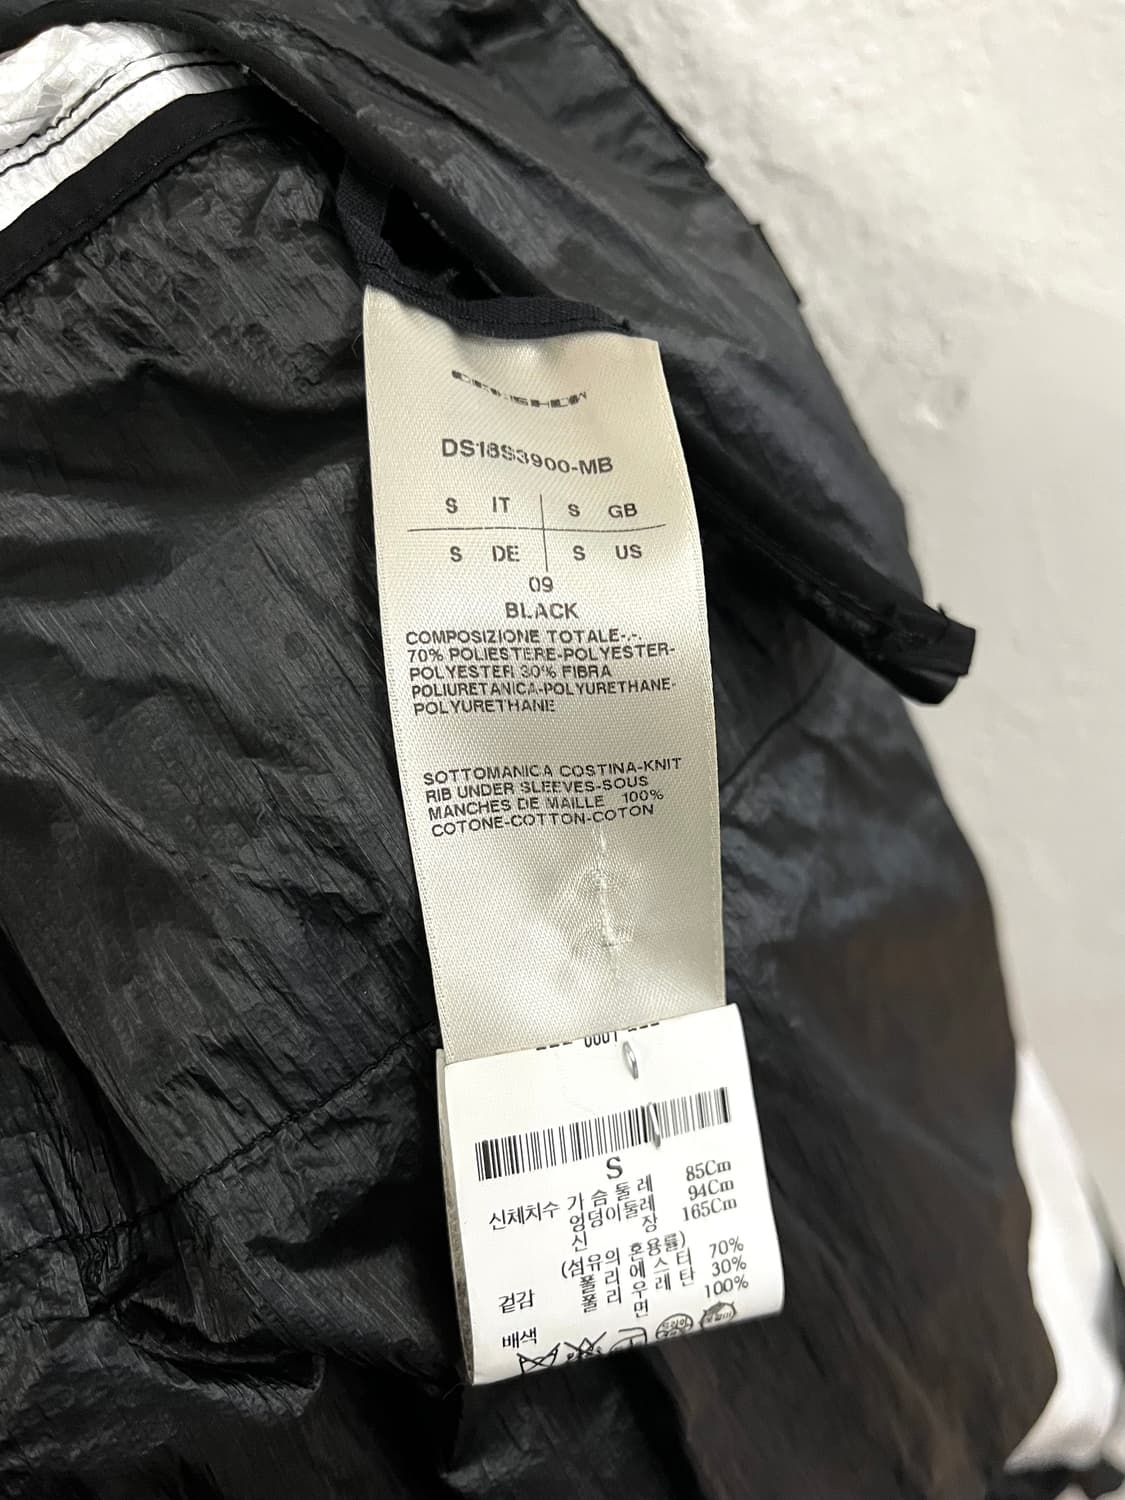 DS18S3900-MB
S IT S GB
S DE S US
09
BLACK
COMPOSIZIONE TOTALE-.-.
70% POLIESTERE-POLYESTER-
POLYESTER 30% FIBRA
POLIURETANICA-POLYURETHANE-
POLYURETHANE
SOTTOMANICA COSTINA-KNIT
RIB UNDER SLEEVES-SOUS
MANCHES DE MAILLE 100%
COTONE-COTTON-COTON
0001
S
신체치수 가슴둘레 85Cm
엉덩이둘레 94Cm
신장 165Cm
(섬유의 혼용률)
겉감 폴리에스터 70%
폴리우레탄 30%
배색 면 100%